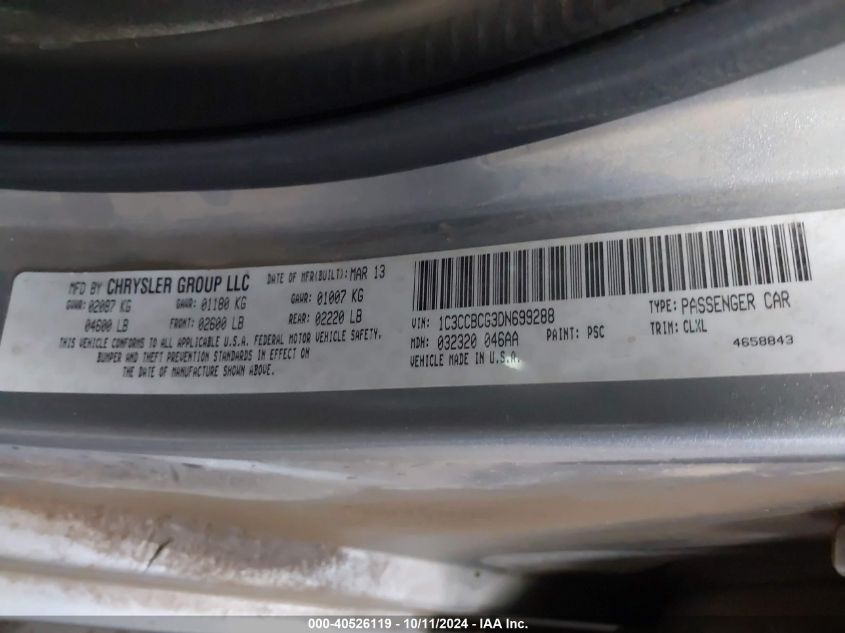 MFD BY CHRYSLER GROUP LLC DATE OF MFR(BUILT): MAR 13
GVWR: 02087 KG GAWR: 01180 KG GAWR: 01007 KG
04600 LB FRONT: 02600 LB REAR: 02220 LB
THIS VEHICLE CONFORMS TO ALL APPLICABLE U.S.A. FEDERAL MOTOR VEHICLE SAFETY,
BUMPER AND THEFT PREVENTION STANDARDS IN EFFECT ON
THE DATE OF MANUFACTURE SHOWN ABOVE.
VIN: 1C3CCBCG3DN699288 TYPE: PASSENGER CAR
MDH: 032320 046AA PAINT: PSC TRIM: CLXL
VEHICLE MADE IN U.S.A. 4658843
000-40526119 - 10/11/2024 - IAA Inc.